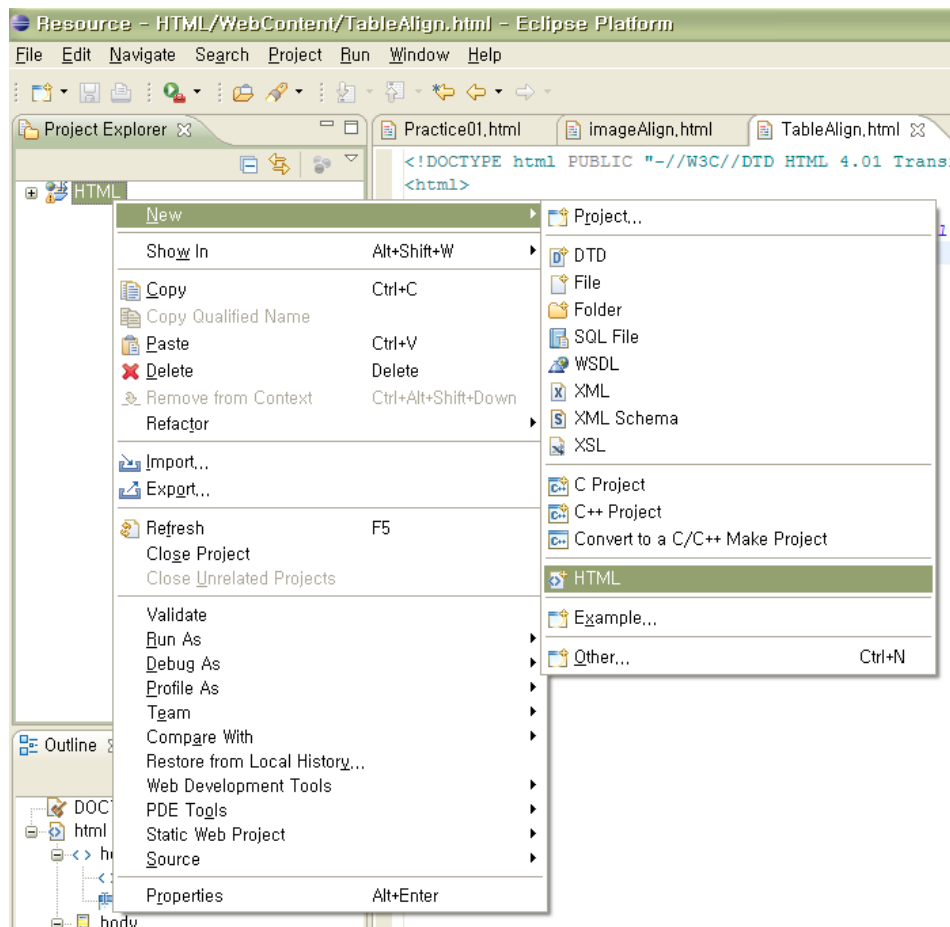 Resource - HTML/WebContent/TableAlign.html - Eclipse Platform
File Edit Navigate Search Project Run Window Help
Project Explorer
Practice01.html imageAlign.html TableAlign.html
<!DOCTYPE html PUBLIC "-//W3C//DTD HTML 4.01
<html>
HTML
New
Show In Alt+Shift+W
Copy Ctrl+C
Copy Qualified Name
Paste Ctrl+V
Delete Delete
Remove from Context Ctrl+Alt+Shift+Down
Refactor
Import...
Export...
Refresh F5
Close Project
Close Unrelated Projects
Validate
Run As
Debug As
Profile As
Team
Compare With
Restore from Local History...
Web Development Tools
PDE Tools
Static Web Project
Source
Properties Alt+Enter
Project...
DTD
File
Folder
SQL File
WSDL
XML
XML Schema
XSL
C Project
C++ Project
Convert to a C/C++ Make Project
HTML
Example...
Other... Ctrl+N
Outline
html
body